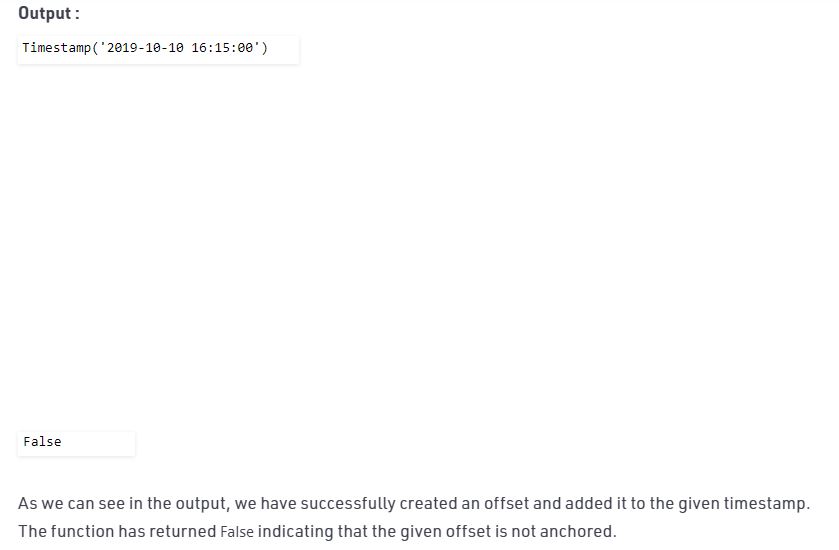 Output :
Timestamp('2019-10-10 16:15:00')
False
As we can see in the output, we have successfully created an offset and added it to the given timestamp.
The function has returned False indicating that the given offset is not anchored.